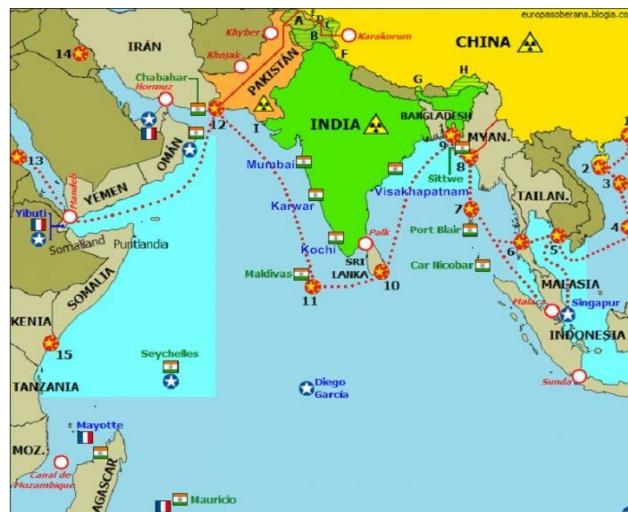 europasoberana.blogia.com
IRÁN
14
Khyber
A
D
C
B
Karakorum
CHINA
Khojak
E
Chabahar
Hormuz
PAKISTÁN
G
H
12
I
INDIA
BANGLADESH
MYAN.
OMÁN
1
9
8
2
13
Mandeb
YEMEN
Mumbai
Sittwe
3
Visakhapatnam
TAILAN.
Karwar
7
Yibuti
Somaliland
Puntlandia
Kochi
Palk
Port Blair
4
6
5
SRI
LANKA
SOMALIA
Maldivas
Car Nicobar
10
11
MALASIA
KENIA
Malaca
Singapur
15
INDONESIA
Seychelles
TANZANIA
Diego
García
Sunda
Mayotte
MOZ.
Canal de
Mozambique
AGASCAR
Mauricio